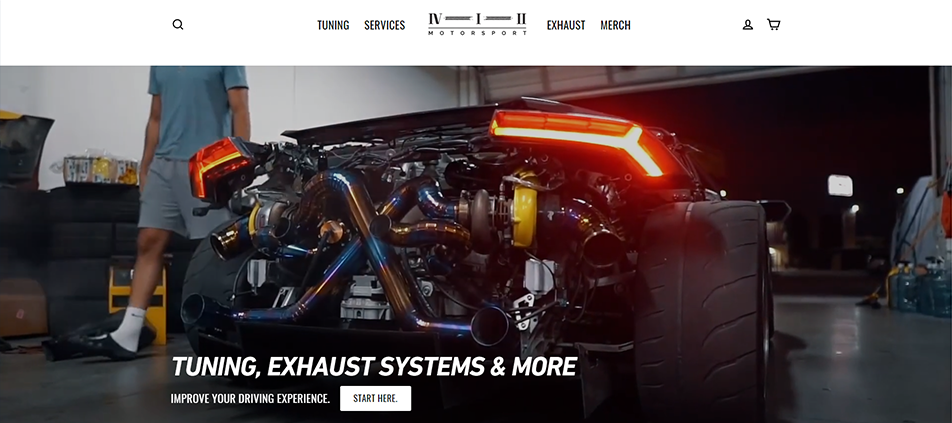 TUNING SERVICES IV I II EXHAUST MERCH
MOTORSPORT
TUNING, EXHAUST SYSTEMS & MORE
IMPROVE YOUR DRIVING EXPERIENCE. START HERE.